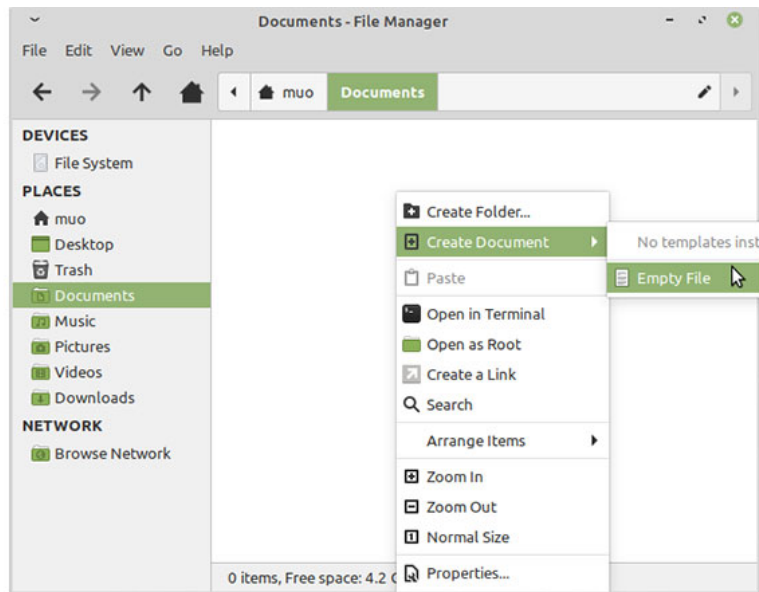 Documents - File Manager
File Edit View Go Help
muo Documents
DEVICES
File System
PLACES
muo
Desktop
Trash
Documents
Music
Pictures
Videos
Downloads
NETWORK
Browse Network
Create Folder...
Create Document
No templates inst
Empty File
Paste
Open in Terminal
Open as Root
Create a Link
Search
Arrange Items
Zoom In
Zoom Out
Normal Size
Properties...
0 items, Free space: 4.2